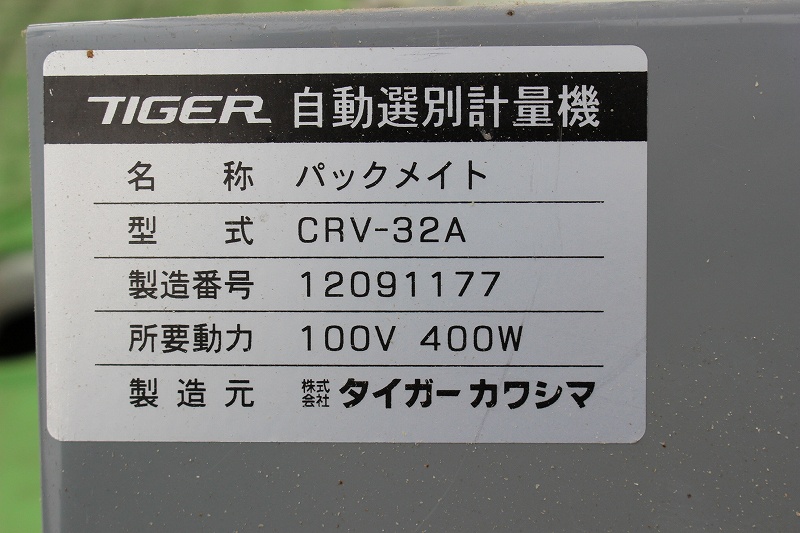 TIGER 自動選別計量機
名 称 パックメイト
型 式 CRV-32A
製造番号 12091177
所要動力 100V 400W
製造元 株式会社 タイガーカワシマ